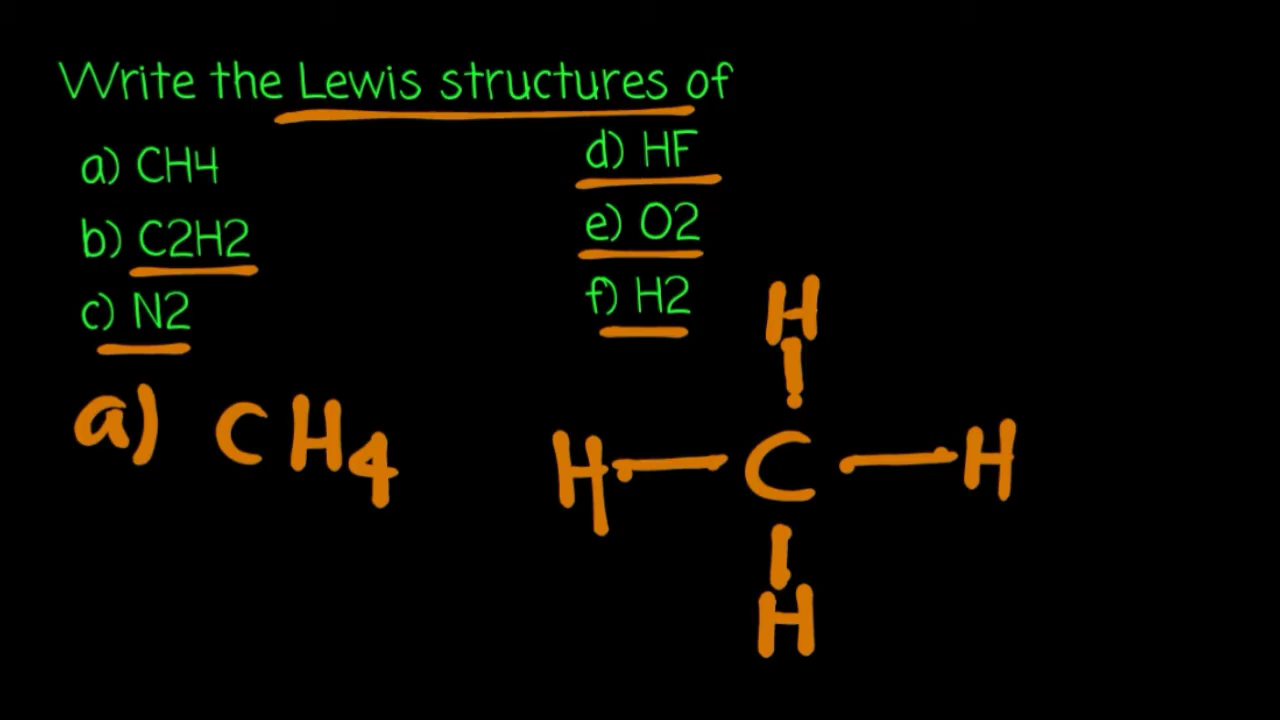 Write the Lewis structures of
a) CH4
b) C2H2
c) N2
d) HF
e) O2
f) H2
a) CH4
H
H C H
H